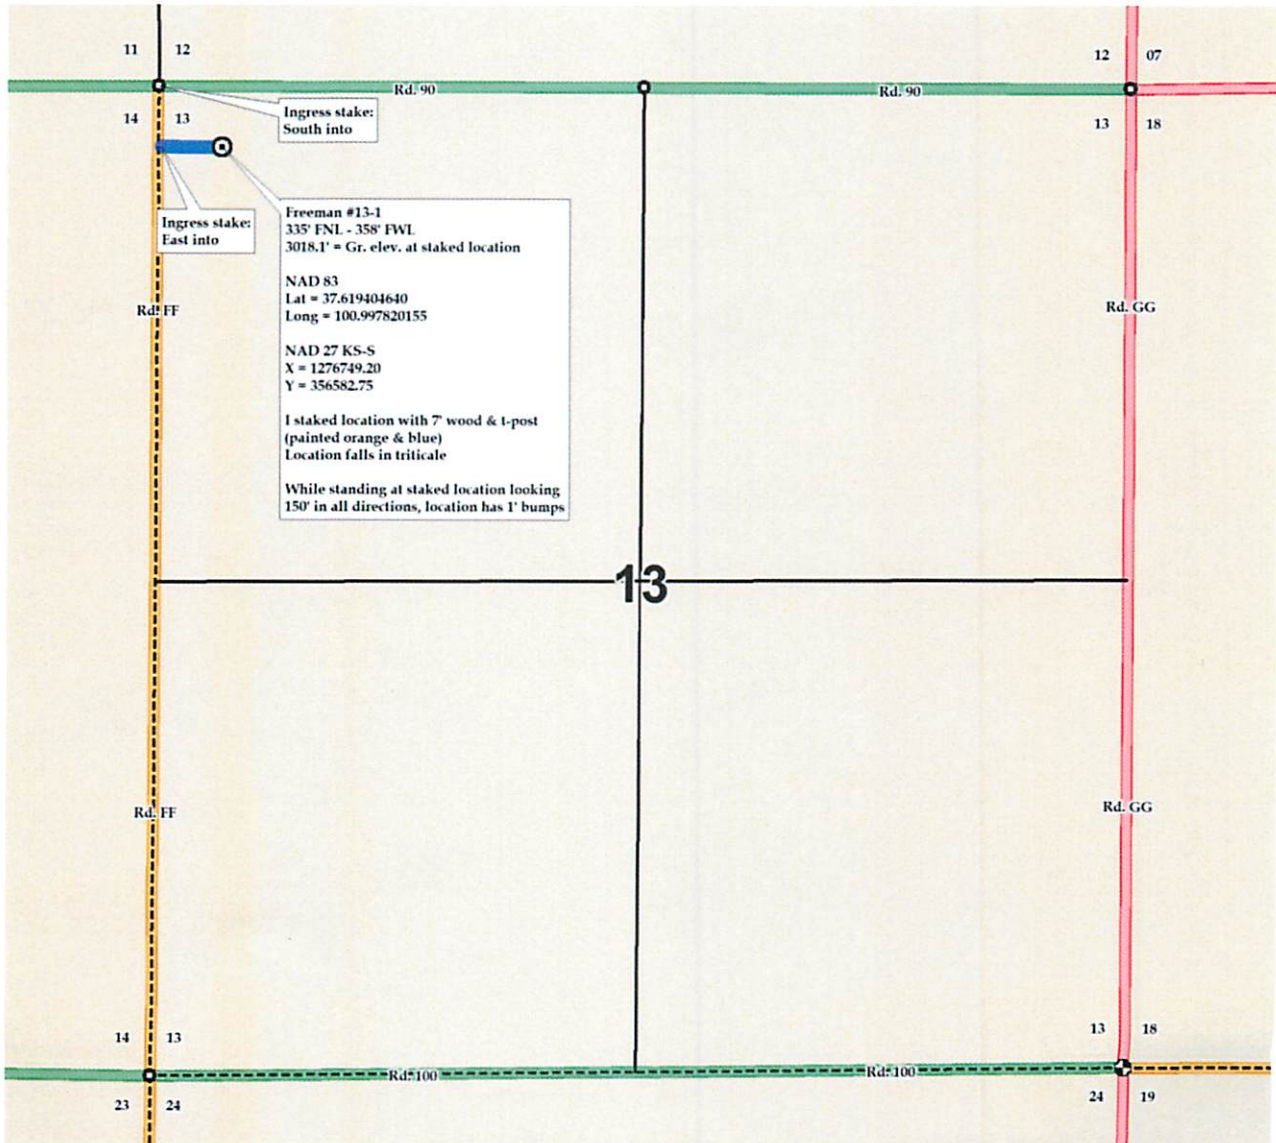 11 12
12 07
Rd. 90
Rd. 90
Ingress stake:
South into
14 13
13 18
Ingress stake:
East into
Freeman #13-1
335' FNL - 358' FWL
3018.1' = Gr. elev. at staked location
NAD 83
Lat = 37.619404640
Long = 100.997820155
NAD 27 KS-S
X = 1276749.20
Y = 356582.75
I staked location with 7' wood & t-post
(painted orange & blue)
Location falls in triticale
While standing at staked location looking
150' in all directions, location has 1' bumps
Rd. FF
Rd. GG
13
Rd. FF
Rd. GG
14 13
13 18
Rd. 100
Rd. 100
23 24
24 19